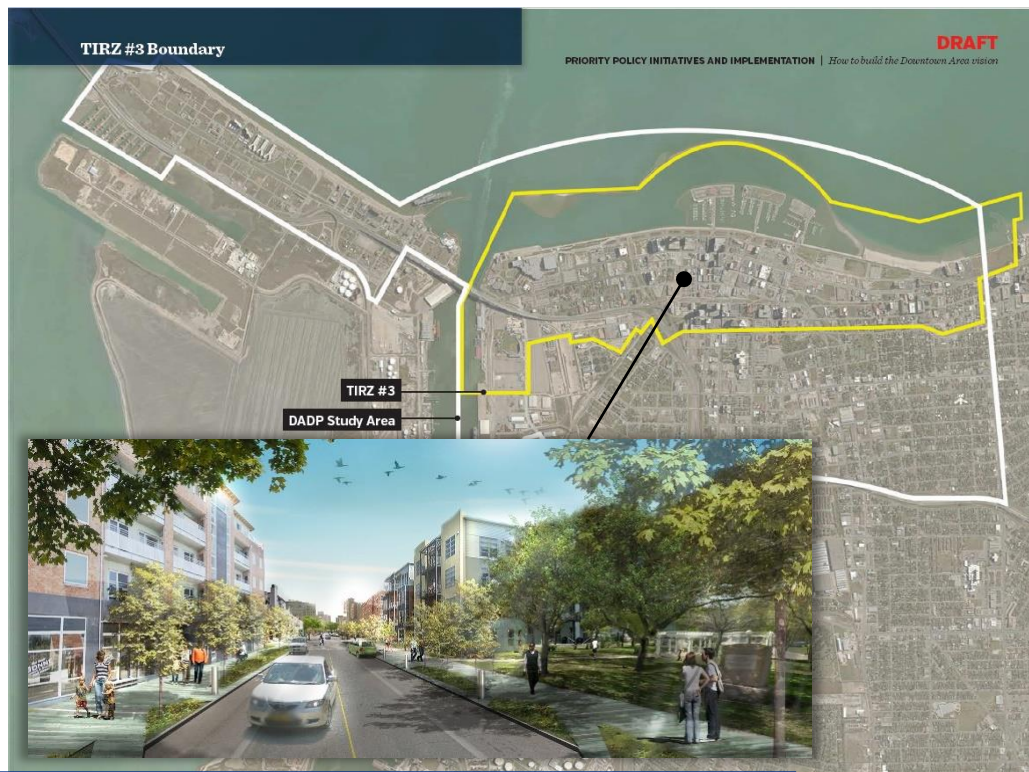 TIRZ #3 Boundary
DRAFT
PRIORITY POLICY INITIATIVES AND IMPLEMENTATION | How to build the Downtown Area vision
TIRZ #3
DADP Study Area